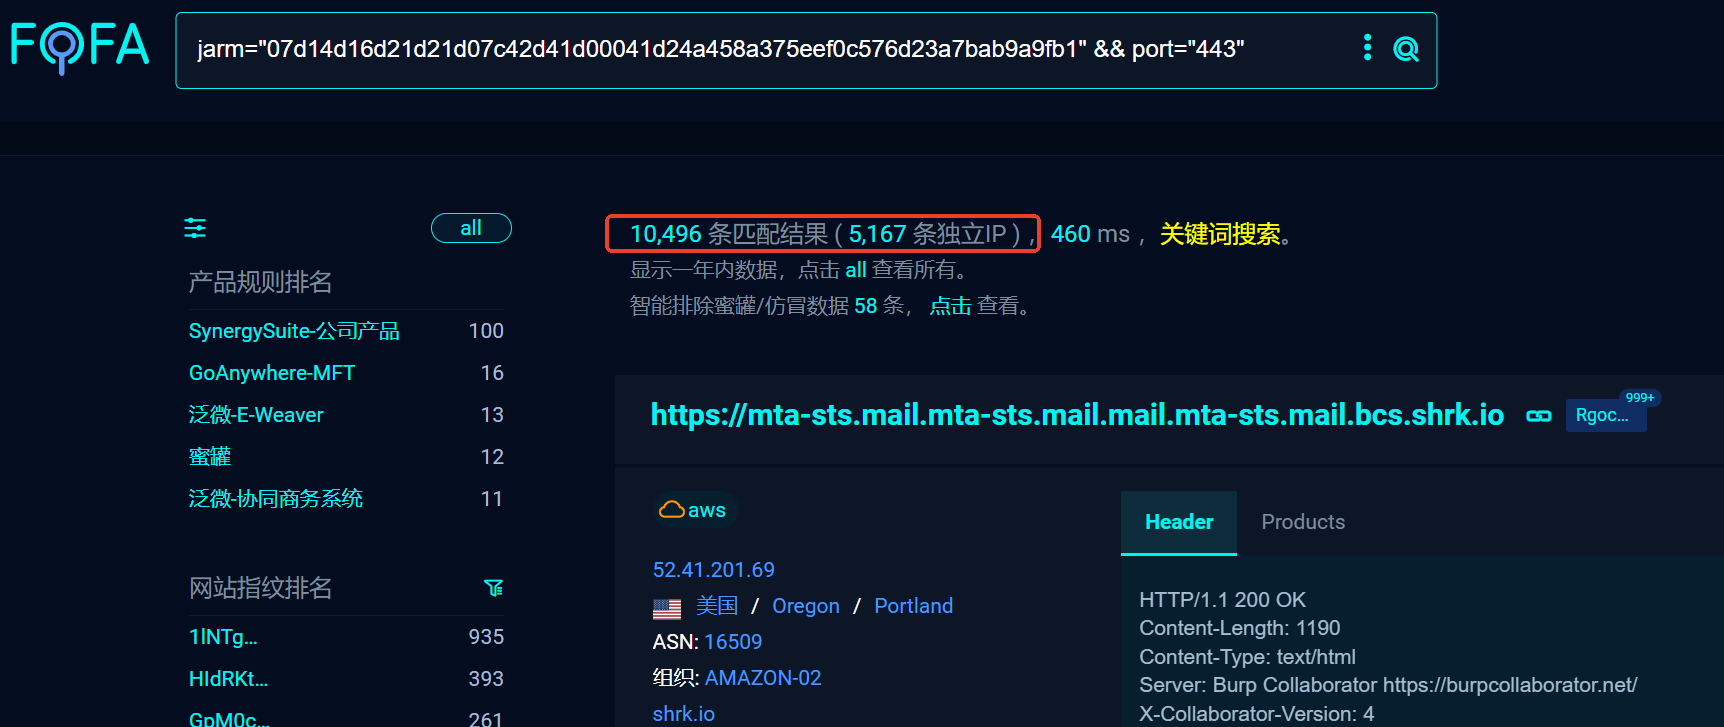 FOFA
jarm="07d14d16d21d21d07c42d41d00041d24a458a375eef0c576d23a7bab9a9fb1" && port="443"
all
产品规则排名
SynergySuite-公司产品 100
GoAnywhere-MFT 16
泛微-E-Weaver 13
蜜罐 12
泛微-协同商务系统 11
网站指纹排名
1lNTg... 935
HIdRKt... 393
GpM0c... 261
10,496 条匹配结果 ( 5,167 条独立IP ) , 460 ms , 关键词搜索。
显示一年内数据，点击 all 查看所有。
智能排除蜜罐/仿冒数据 58 条， 点击 查看。
https://mta-sts.mail.mta-sts.mail.mail.mta-sts.mail.bcs.shrk.io
Rgoc... 999+
aws
52.41.201.69
美国 / Oregon / Portland
ASN: 16509
组织: AMAZON-02
shrk.io
Header Products
HTTP/1.1 200 OK
Content-Length: 1190
Content-Type: text/html
Server: Burp Collaborator https://burpcollaborator.net/
X-Collaborator-Version: 4